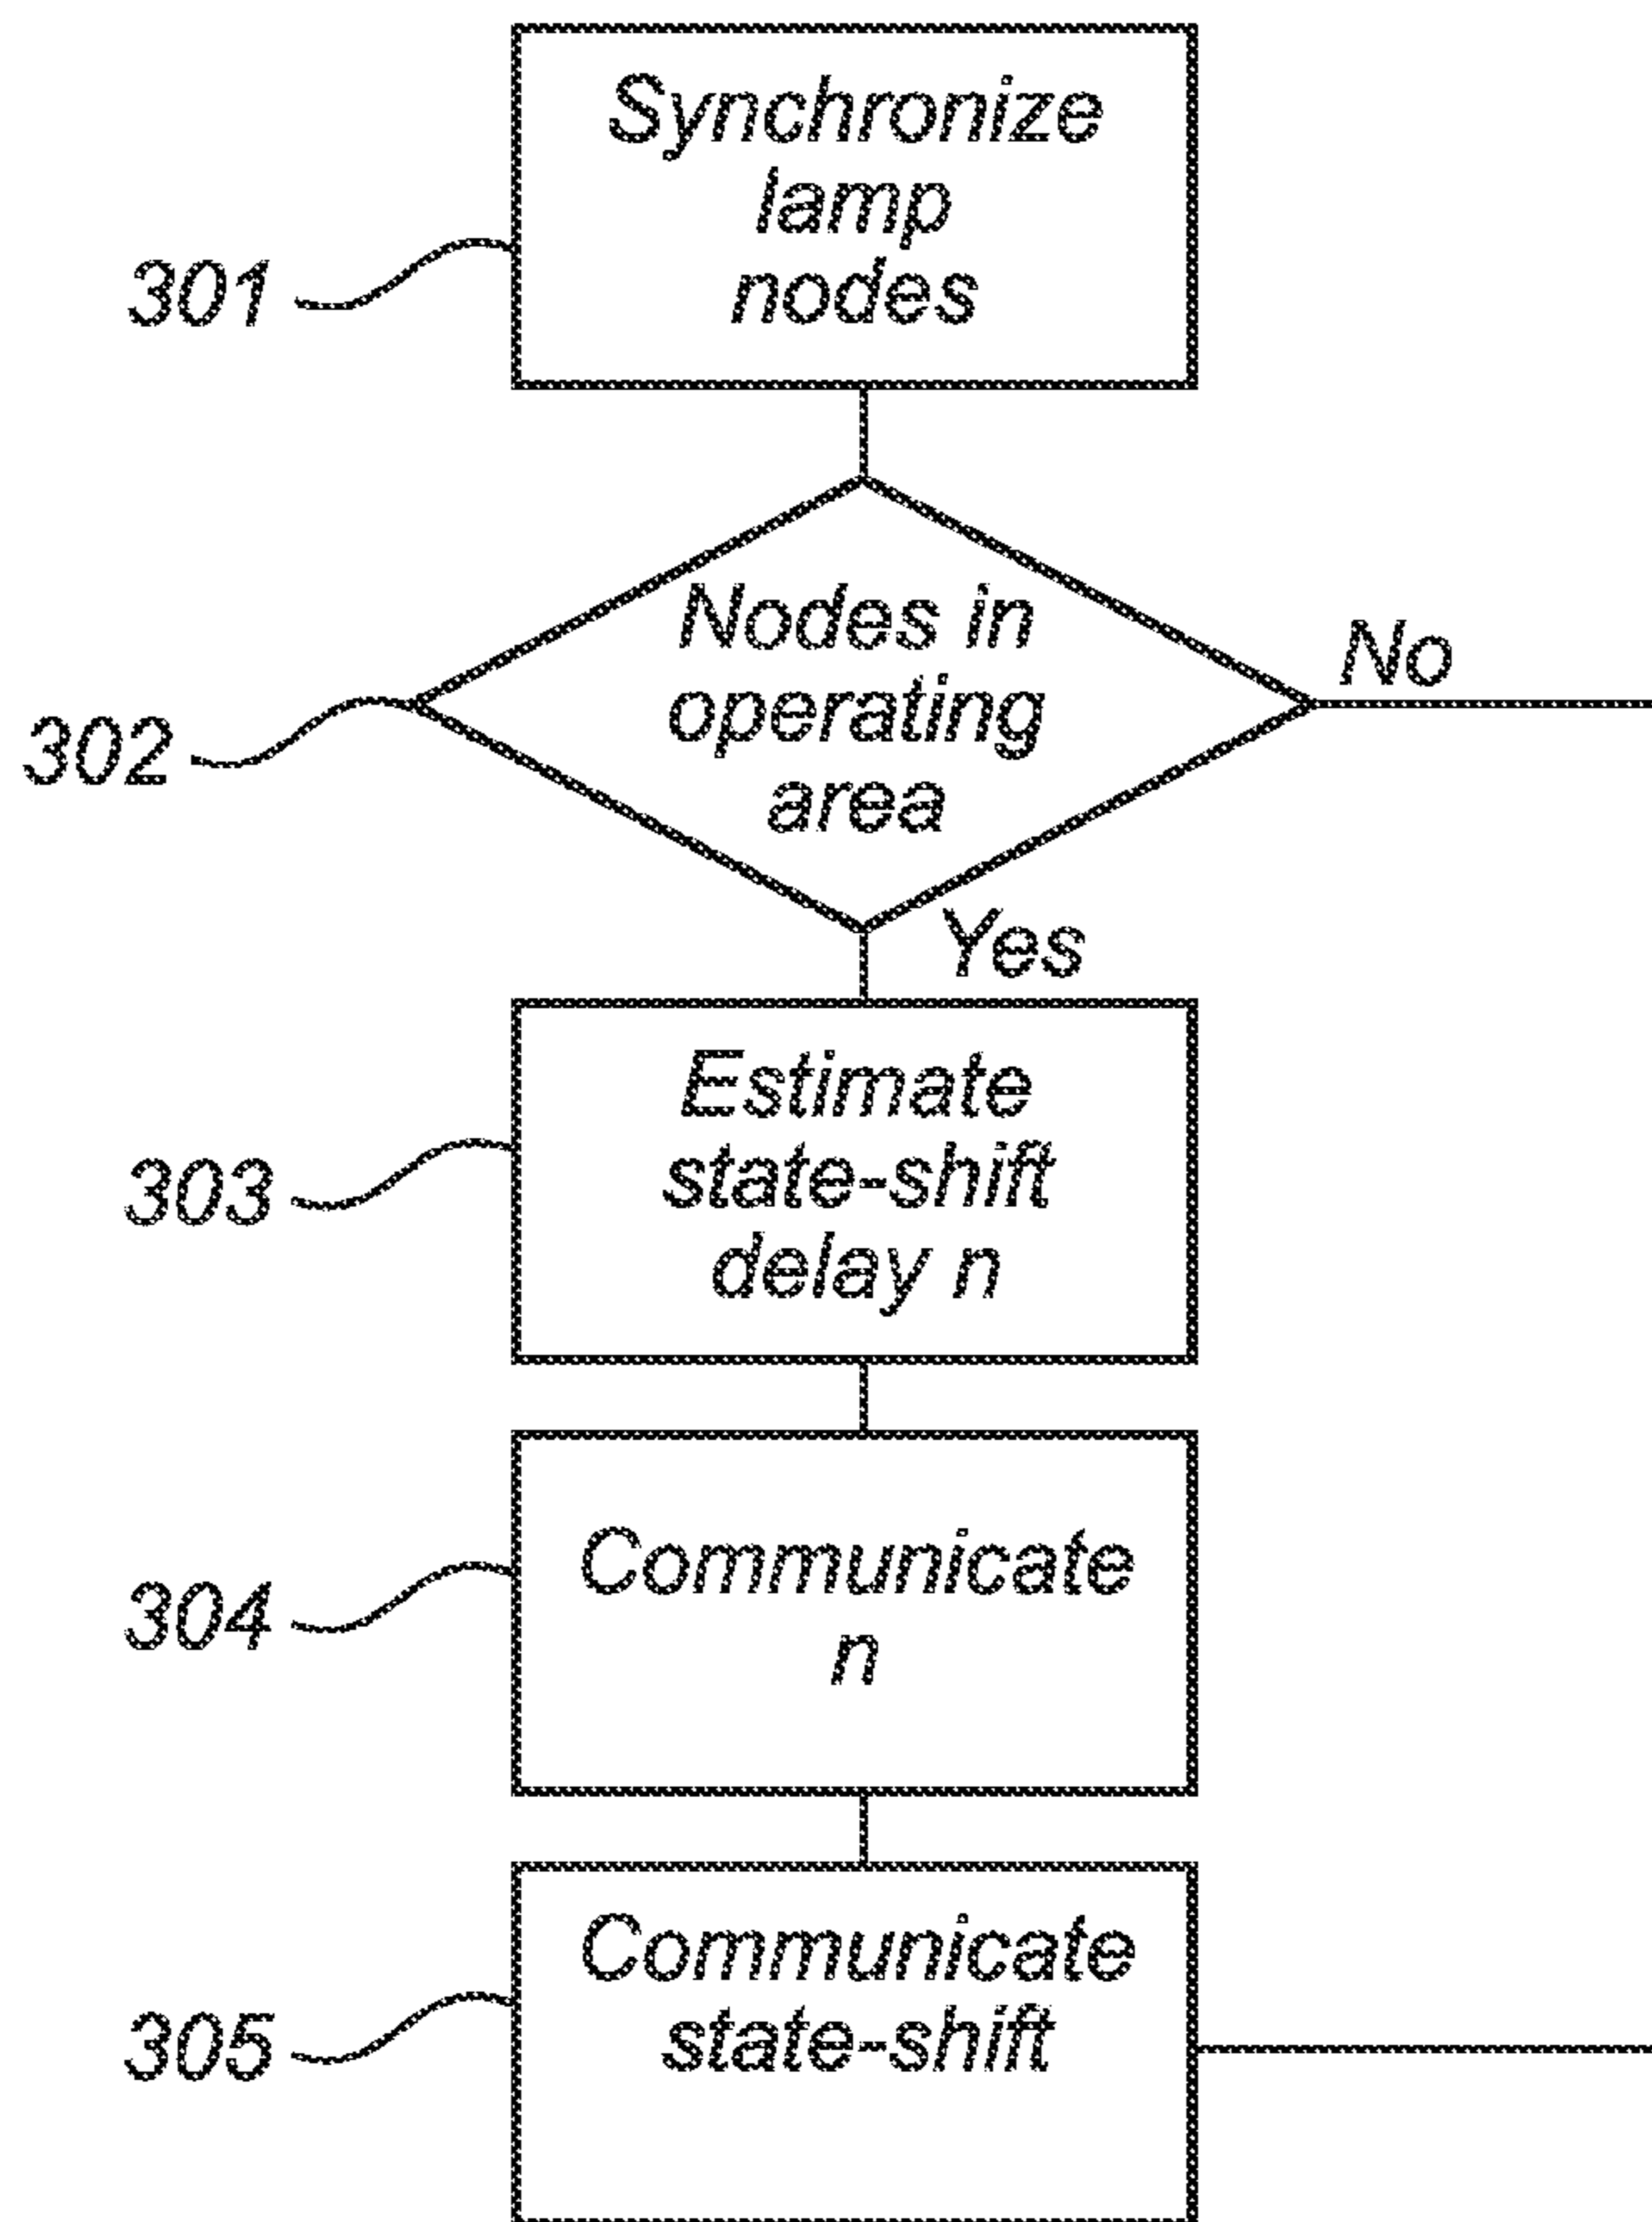 Synchronize
lamp
nodes
301
Nodes in
operating
area
No
302
Yes
Estimate
state-shift
delay n
303
Communicate
n
304
Communicate
state-shift
305